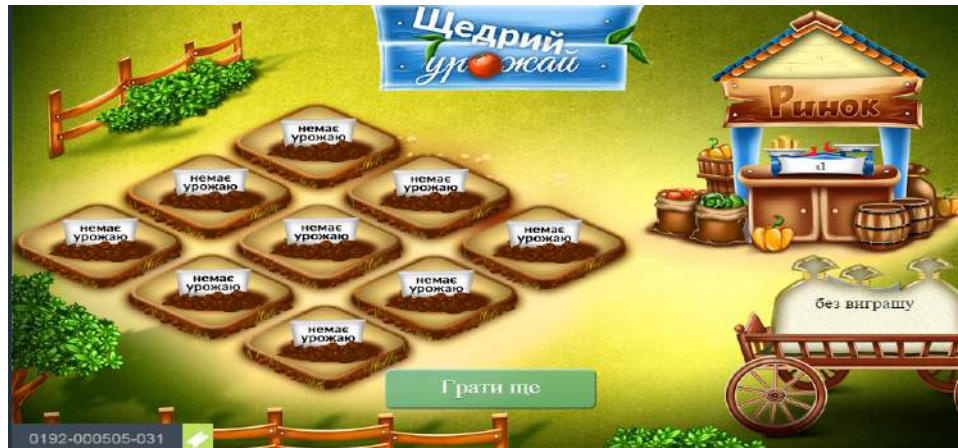 Щедрий
урожай
Ринок
x1
немає
урожаю
немає
урожаю
немає
урожаю
немає
урожаю
немає
урожаю
немає
урожаю
немає
урожаю
немає
урожаю
немає
урожаю
без виграшу
Грати ще
0192-000505-031